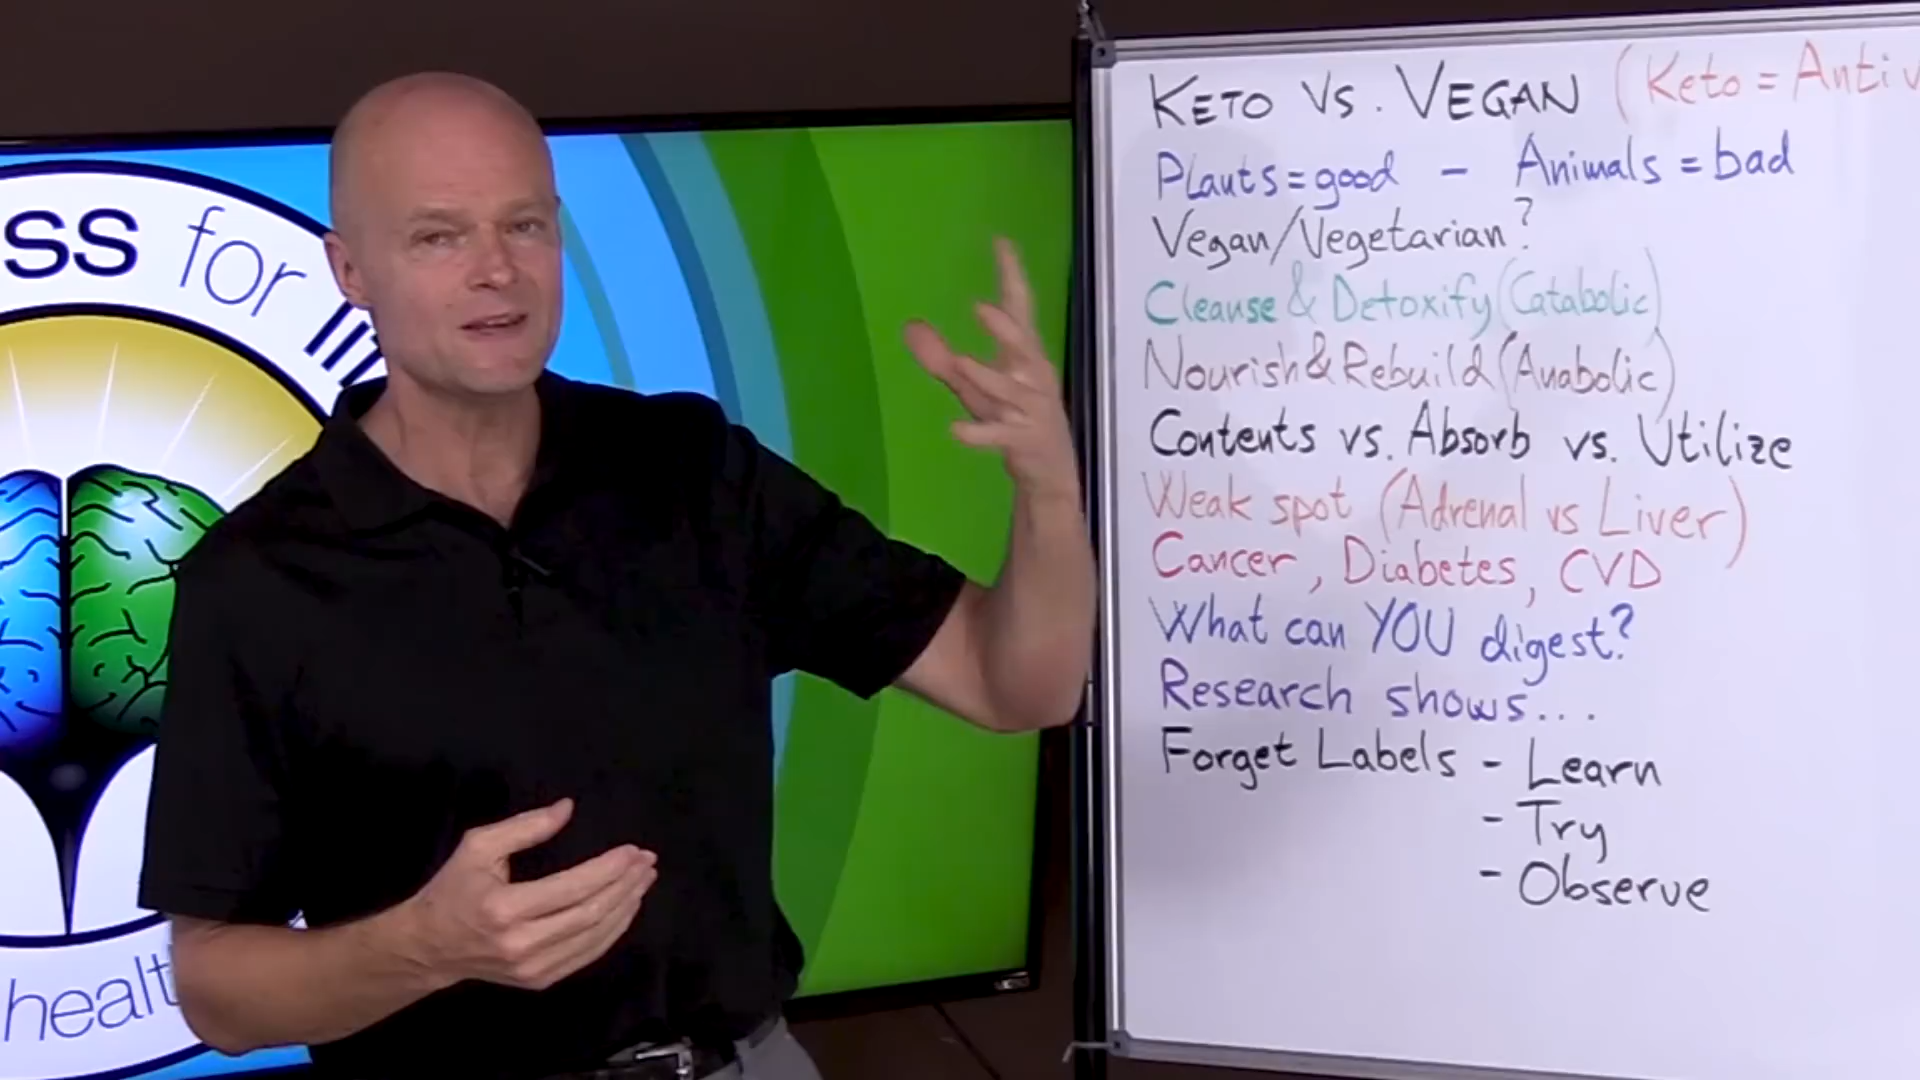 ss for lif
healt
KETO VS. VEGAN (Keto = Anti v
Plants = good - Animals = bad
Vegan/Vegetarian?
Cleanse & Detoxify (Catabolic)
Nourish & Rebuild (Anabolic)
Contents vs. Absorb vs. Utilize
Weak spot (Adrenal vs Liver)
Cancer, Diabetes, CVD
What can YOU digest?
Research shows...
Forget Labels - Learn
- Try
- Observe
VIZIO